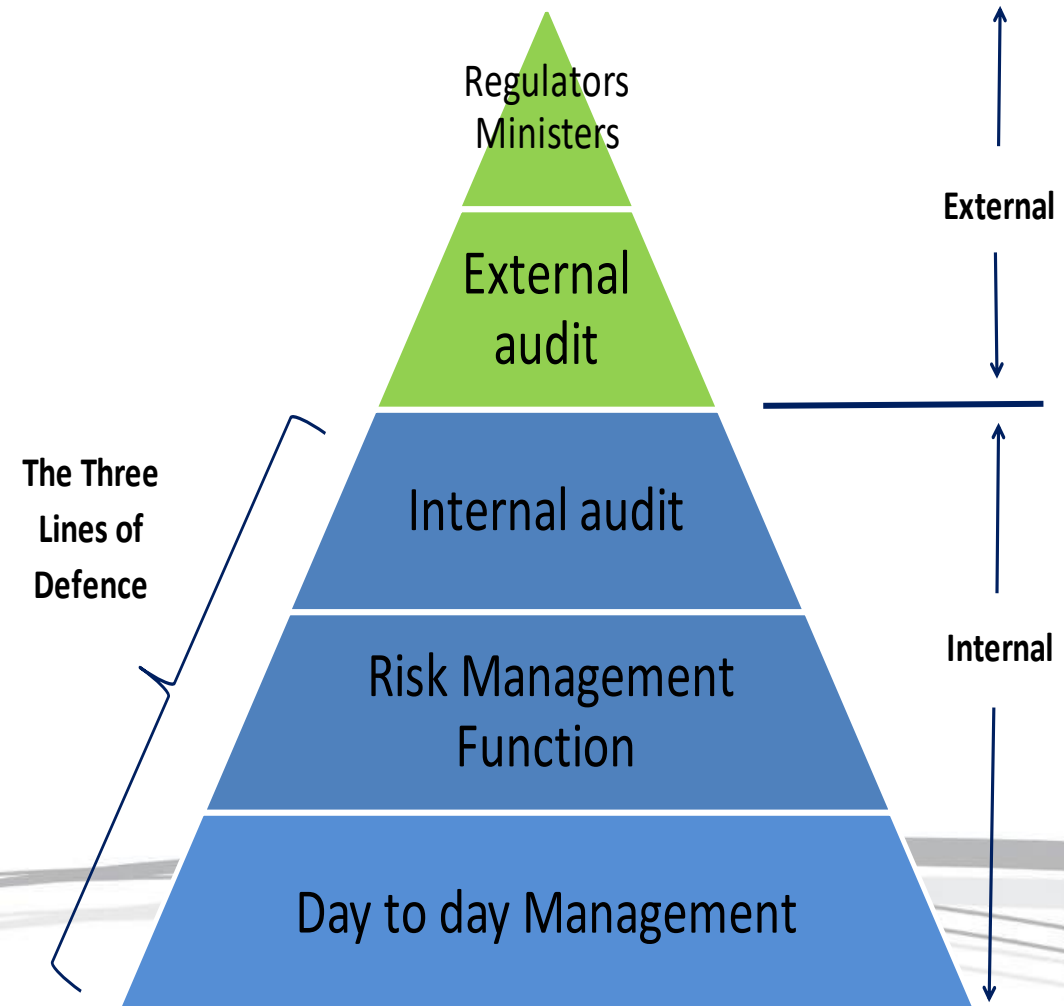 Regulators
Ministers
External
External
audit
Internal audit
The Three
Lines of
Defence
Internal
Risk Management
Function
Day to day Management